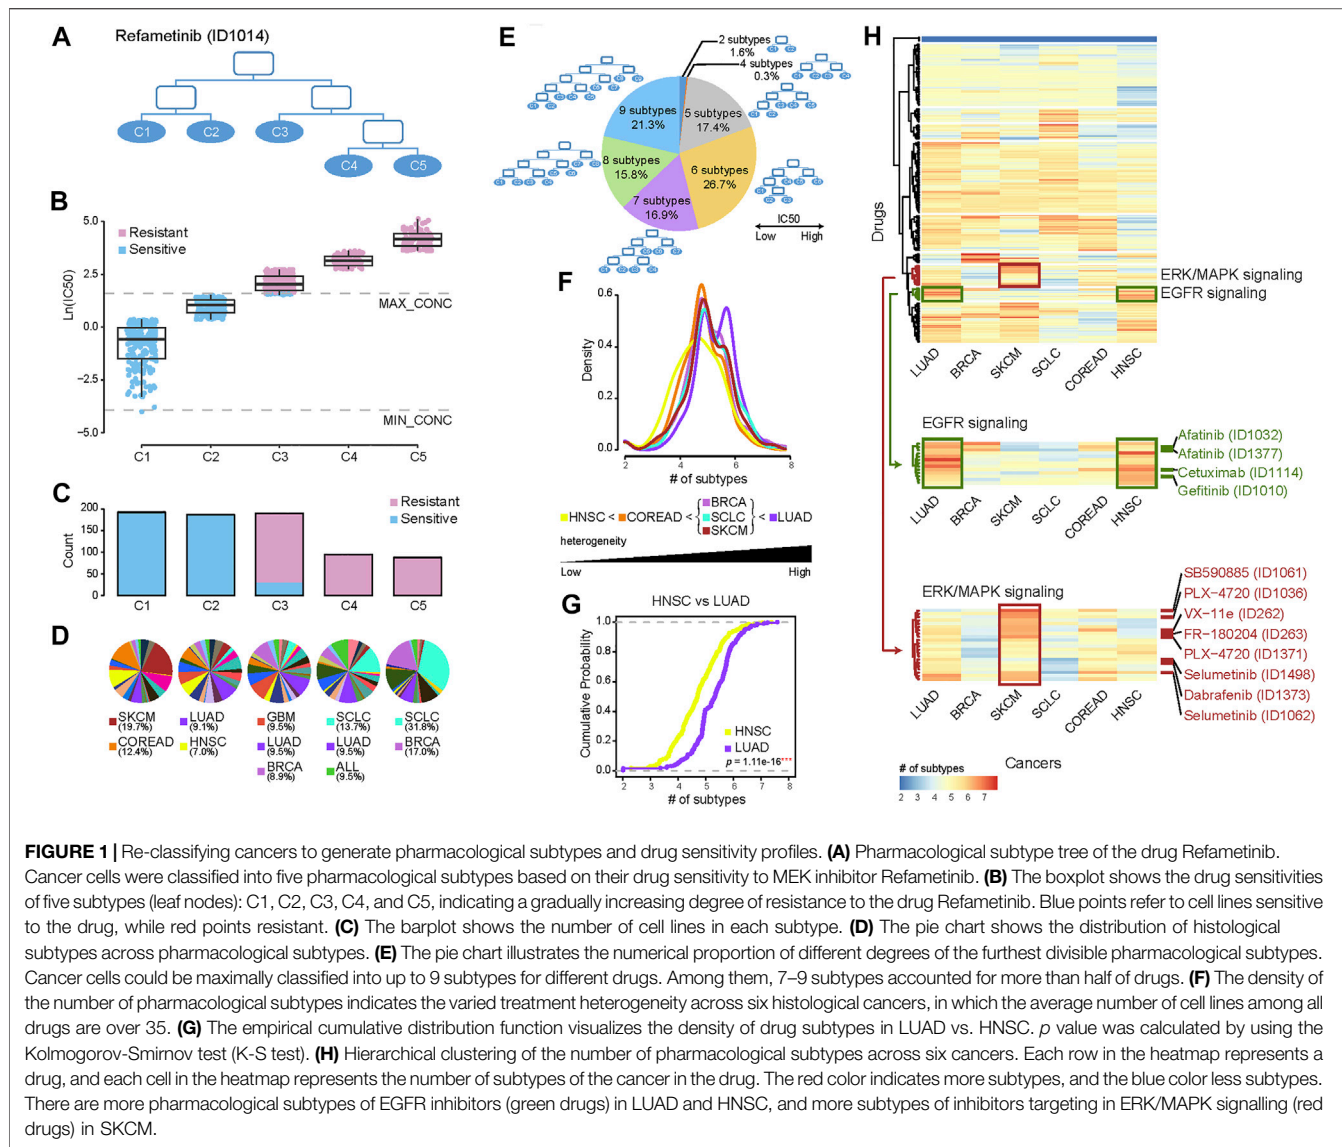 A
Refametinib (ID1014)
C1
C2
C3
C4
C5
B
5.0
2.5
0.0
−2.5
−5.0
Ln(IC50)
Resistant
Sensitive
MAX_CONC
MIN_CONC
C1
C2
C3
C4
C5
C
200
150
100
50
0
Count
Resistant
Sensitive
C1
C2
C3
C4
C5
D
SKCM
(19.7%)
COREAD
(12.4%)
LUAD
(9.1%)
HNSC
(7.0%)
GBM
(9.5%)
LUAD
(9.5%)
BRCA
(8.9%)
SCLC
(13.7%)
LUAD
(9.5%)
ALL
(9.5%)
SCLC
(31.8%)
BRCA
(17.0%)
E
2 subtypes
1.6%
4 subtypes
0.3%
5 subtypes
17.4%
6 subtypes
26.7%
7 subtypes
16.9%
8 subtypes
15.8%
9 subtypes
21.3%
IC50
Low High
F
0.6
0.4
0.2
0.0
Density
2 4 6 8
# of subtypes
HNSC < COREAD < { BRCA SCLC SKCM } < LUAD
heterogeneity
Low High
G
HNSC vs LUAD
1.0
0.8
0.6
0.4
0.2
0.0
Cumulative Probability
HNSC
LUAD
p = 1.11e-16***
2 3 4 5 6 7 8
# of subtypes
H
Drugs
ERK/MAPK signaling
EGFR signaling
LUAD
BRCA
SKCM
SCLC
COREAD
HNSC
EGFR signaling
Afatinib (ID1032)
Afatinib (ID1377)
Cetuximab (ID1114)
Gefitinib (ID1010)
LUAD
BRCA
SKCM
SCLC
COREAD
HNSC
ERK/MAPK signaling
SB590885 (ID1061)
PLX−4720 (ID1036)
VX−11e (ID262)
FR−180204 (ID263)
PLX−4720 (ID1371)
Selumetinib (ID1498)
Dabrafenib (ID1373)
Selumetinib (ID1062)
LUAD
BRCA
SKCM
SCLC
COREAD
HNSC
Cancers
# of subtypes
2 3 4 5 6 7
FIGURE 1 | Re-classifying cancers to generate pharmacological subtypes and drug sensitivity profiles. (A) Pharmacological subtype tree of the drug Refametinib.
Cancer cells were classified into five pharmacological subtypes based on their drug sensitivity to MEK inhibitor Refametinib. (B) The boxplot shows the drug sensitivities
of five subtypes (leaf nodes): C1, C2, C3, C4, and C5, indicating a gradually increasing degree of resistance to the drug Refametinib. Blue points refer to cell lines sensitive
to the drug, while red points resistant. (C) The barplot shows the number of cell lines in each subtype. (D) The pie chart shows the distribution of histological
subtypes across pharmacological subtypes. (E) The pie chart illustrates the numerical proportion of different degrees of the furthest divisible pharmacological subtypes.
Cancer cells could be maximally classified into up to 9 subtypes for different drugs. Among them, 7–9 subtypes accounted for more than half of drugs. (F) The density of
the number of pharmacological subtypes indicates the varied treatment heterogeneity across six histological cancers, in which the average number of cell lines among all
drugs are over 35. (G) The empirical cumulative distribution function visualizes the density of drug subtypes in LUAD vs. HNSC. p value was calculated by using the
Kolmogorov-Smirnov test (K-S test). (H) Hierarchical clustering of the number of pharmacological subtypes across six cancers. Each row in the heatmap represents a
drug, and each cell in the heatmap represents the number of subtypes of the cancer in the drug. The red color indicates more subtypes, and the blue color less subtypes.
There are more pharmacological subtypes of EGFR inhibitors (green drugs) in LUAD and HNSC, and more subtypes of inhibitors targeting in ERK/MAPK signalling (red
drugs) in SKCM.